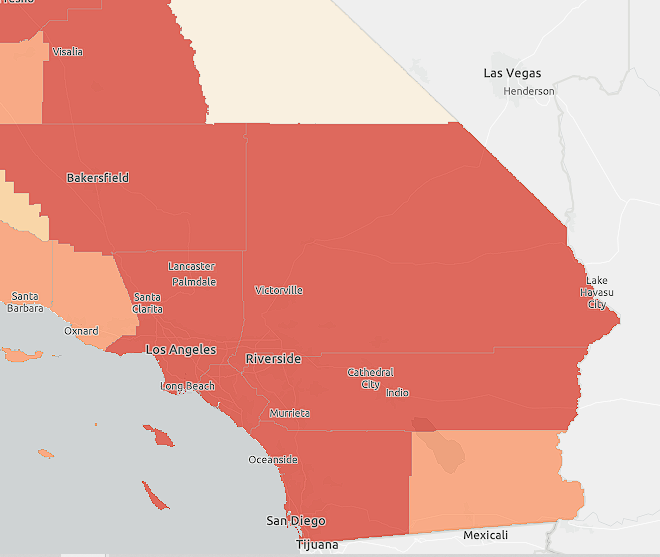 Visalia
Las Vegas
Henderson
Bakersfield
Lancaster
Palmdale
Victorville
Lake
Havasu
City
Santa
Barbara
Santa
Clarita
Oxnard
Los Angeles
Riverside
Cathedral
City
Indio
Long Beach
Murrieta
Oceanside
San Diego
Mexicali
Tijuana